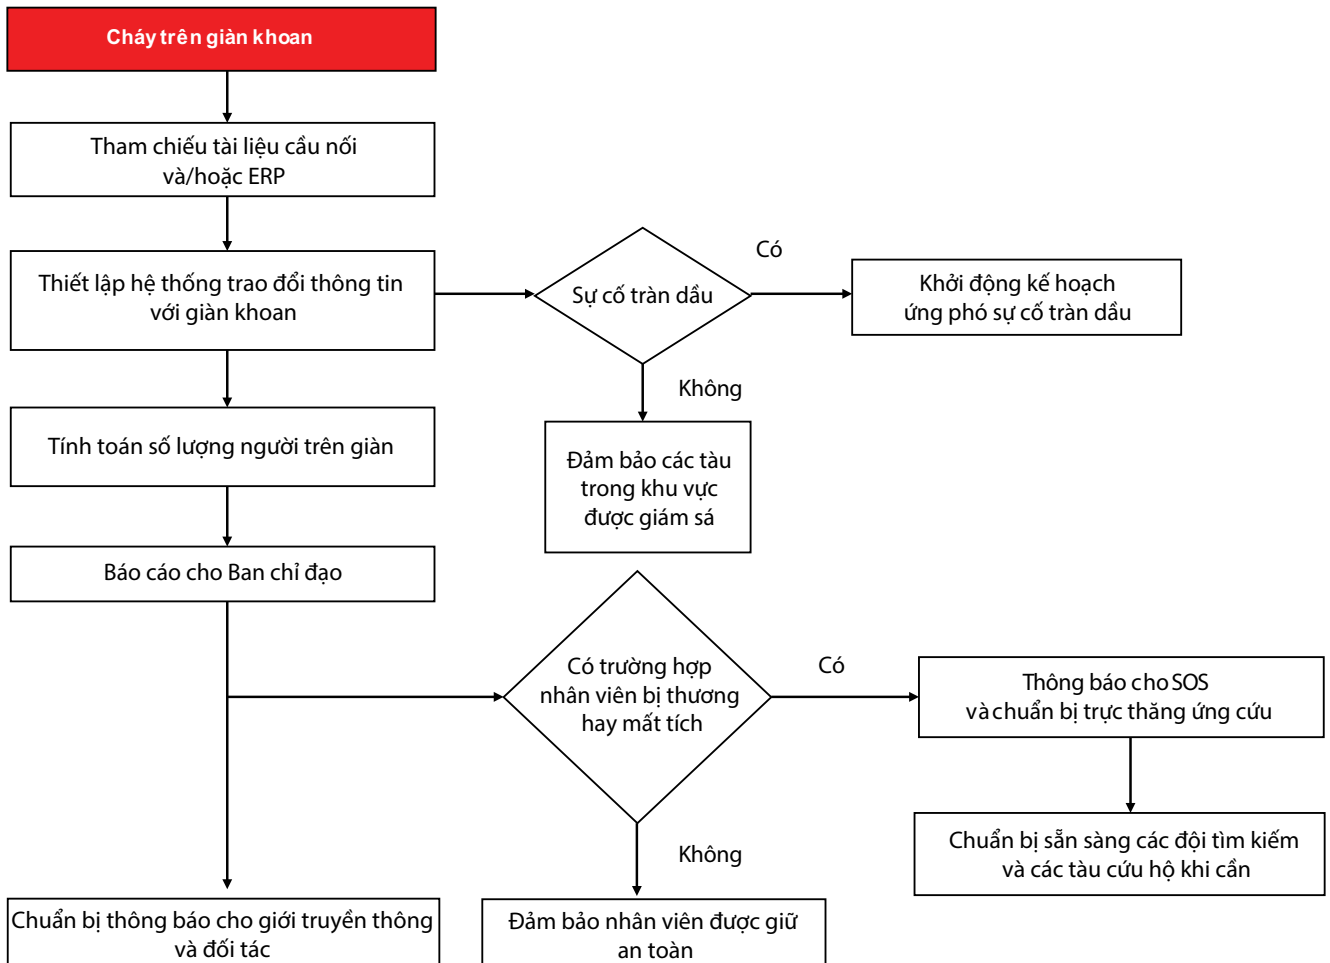 Cháy trên giàn khoan
Tham chiếu tài liệu cầu nối
và/hoặc ERP
Thiết lập hệ thống trao đổi thông tin
với giàn khoan
Sự cố tràn dầu
Có
Khởi động kế hoạch
ứng phó sự cố tràn dầu
Không
Tính toán số lượng người trên giàn
Đảm bảo các tàu
trong khu vực
được giám sá
Báo cáo cho Ban chỉ đạo
Có trường hợp
nhân viên bị thương
hay mất tích
Có
Thông báo cho SOS
và chuẩn bị trực thăng ứng cứu
Không
Chuẩn bị sẵn sàng các đội tìm kiếm
và các tàu cứu hộ khi cần
Chuẩn bị thông báo cho giới truyền thông
và đối tác
Đảm bảo nhân viên được giữ
an toàn